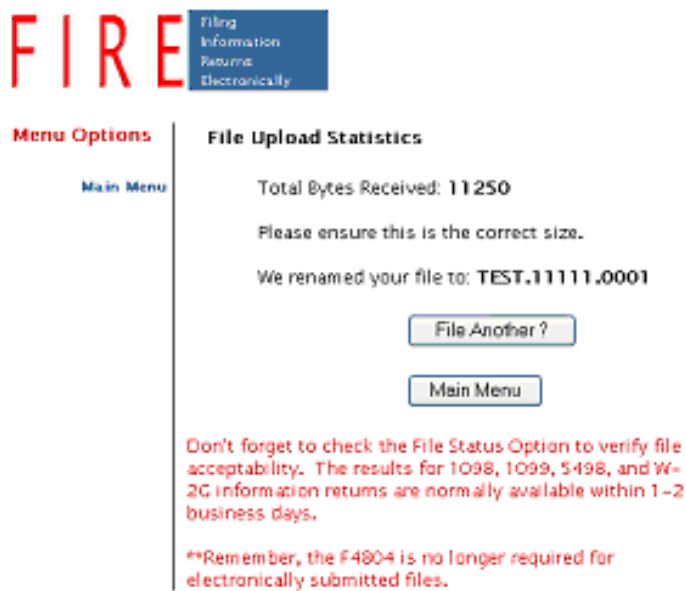 FIRE
Filing
Information
Returns
Electronically
Menu Options
Main Menu
File Upload Statistics
Total Bytes Received: 11250
Please ensure this is the correct size.
We renamed your file to: TEST.11111.0001
File Another ?
Main Menu
Don't forget to check the File Status Option to verify file
acceptability. The results for 1098, 1099, 5498, and W-
2G information returns are normally available within 1-2
business days.
**Remember, the F4804 is no longer required for
electronically submitted files.